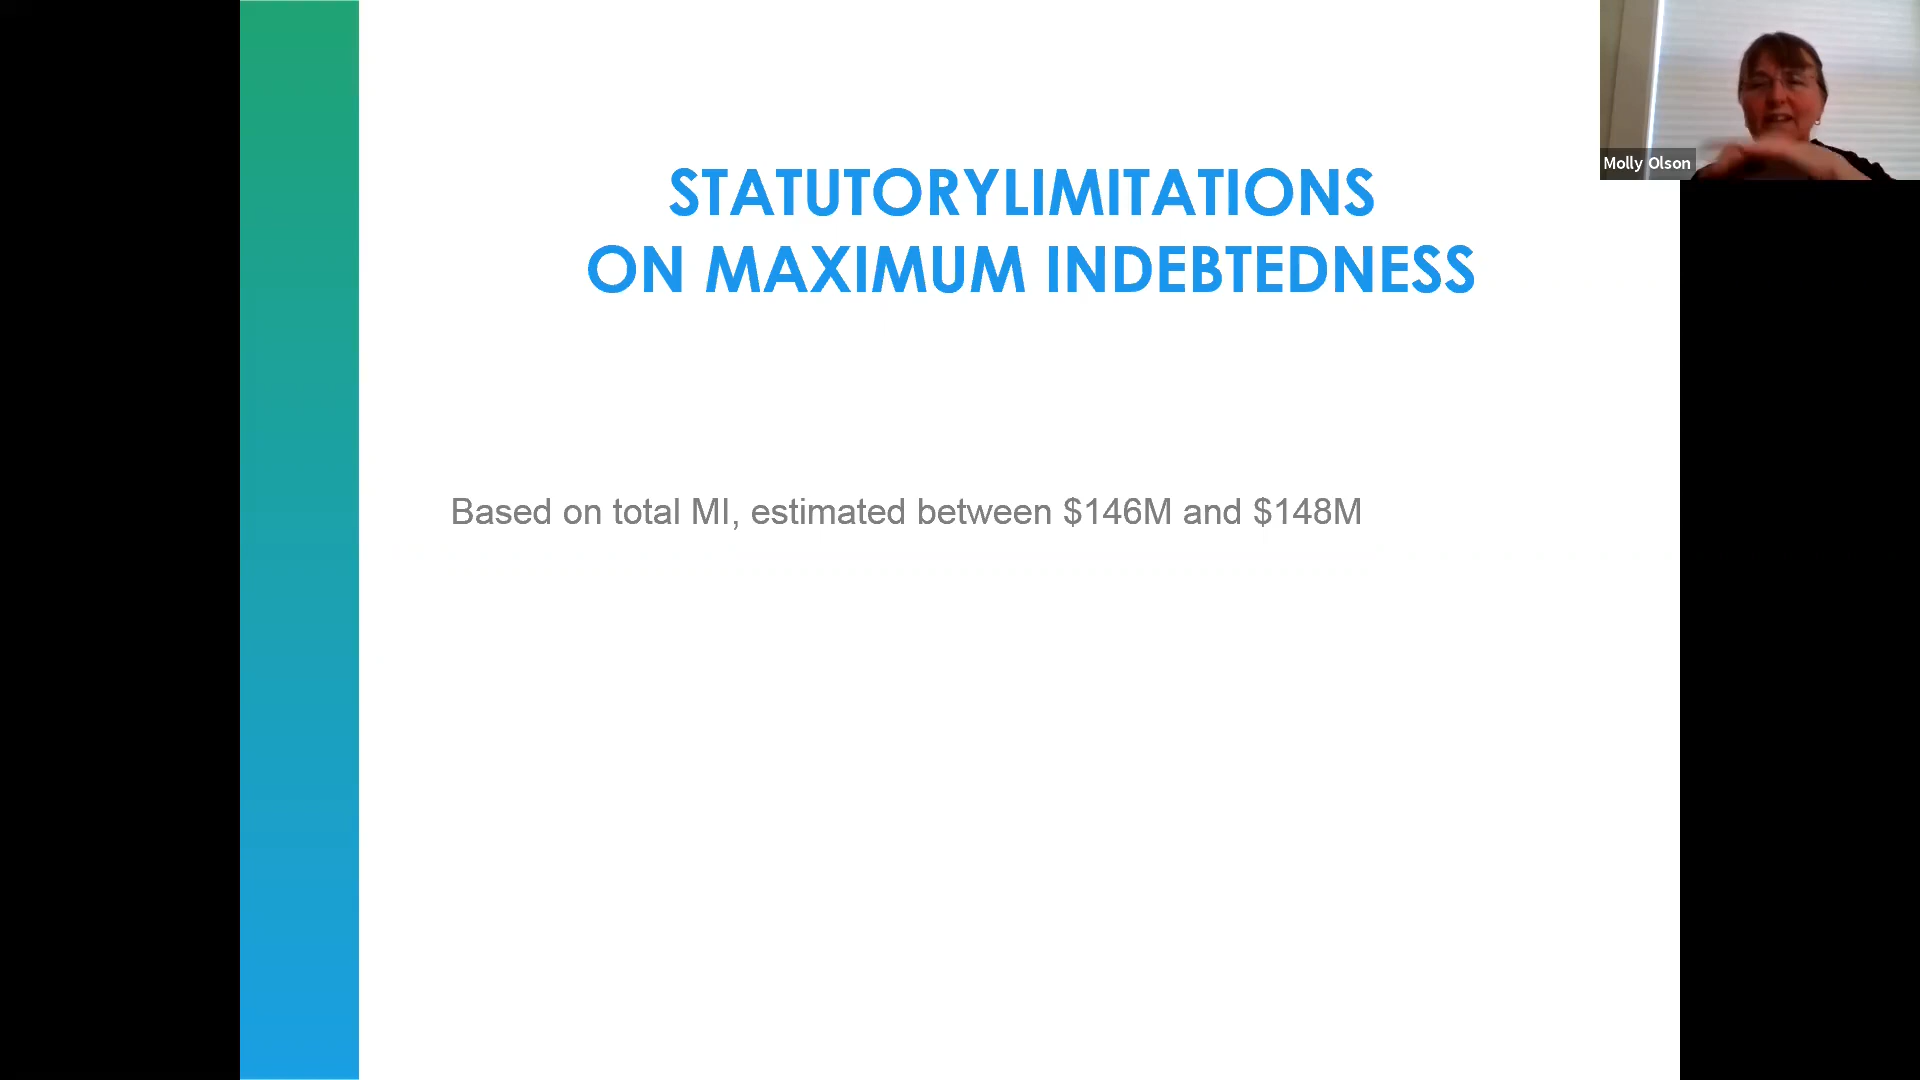 STATUTORYLIMITATIONS
ON MAXIMUM INDEBTEDNESS
Based on total MI, estimated between $146M and $148M
Molly Olson